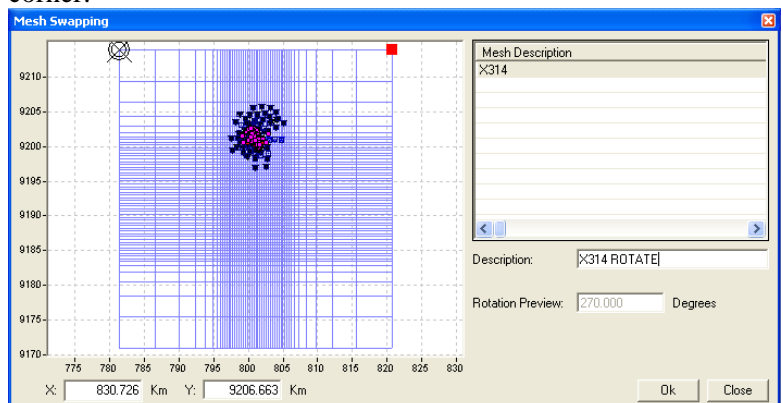 corner.
Mesh Swapping
9210
9205
9200
9195
9190
9185
9180
9175
9170
775 780 785 790 795 800 805 810 815 820 825 830
X: 830.726 Km Y: 9206.663 Km
Mesh Description
X314
Description: X314 ROTATE
Rotation Preview: 270.000 Degrees
Ok Close